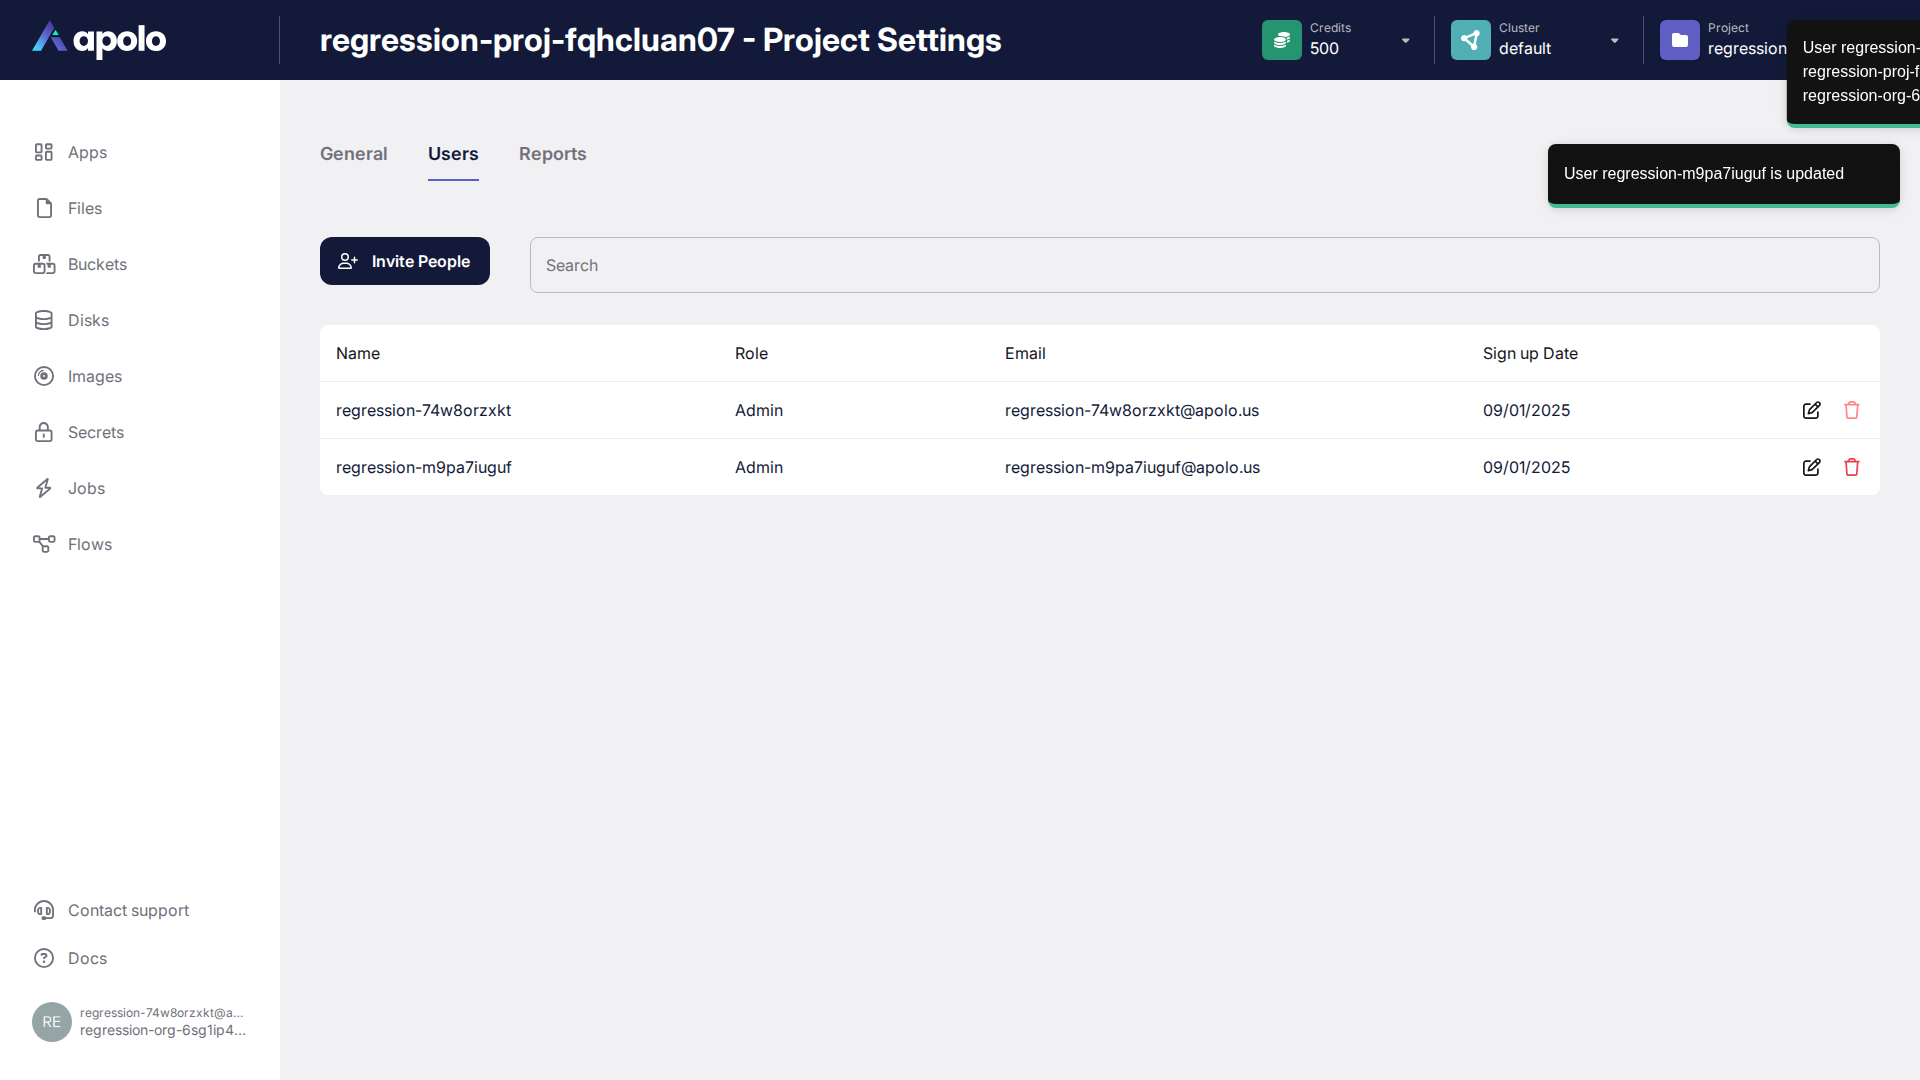 apolo
regression-proj-fqhcluan07 - Project Settings
Credits
500
Cluster
default
Project
regression
User regression-
regression-proj-f
regression-org-6
User regression-m9pa7iuguf is updated
Apps
Files
Buckets
Disks
Images
Secrets
Jobs
Flows
General Users Reports
Invite People
Search
Name Role Email Sign up Date
regression-74w8orzxkt Admin regression-74w8orzxkt@apolo.us 09/01/2025
regression-m9pa7iuguf Admin regression-m9pa7iuguf@apolo.us 09/01/2025
Contact support
Docs
RE
regression-74w8orzxkt@a...
regression-org-6sg1ip4...